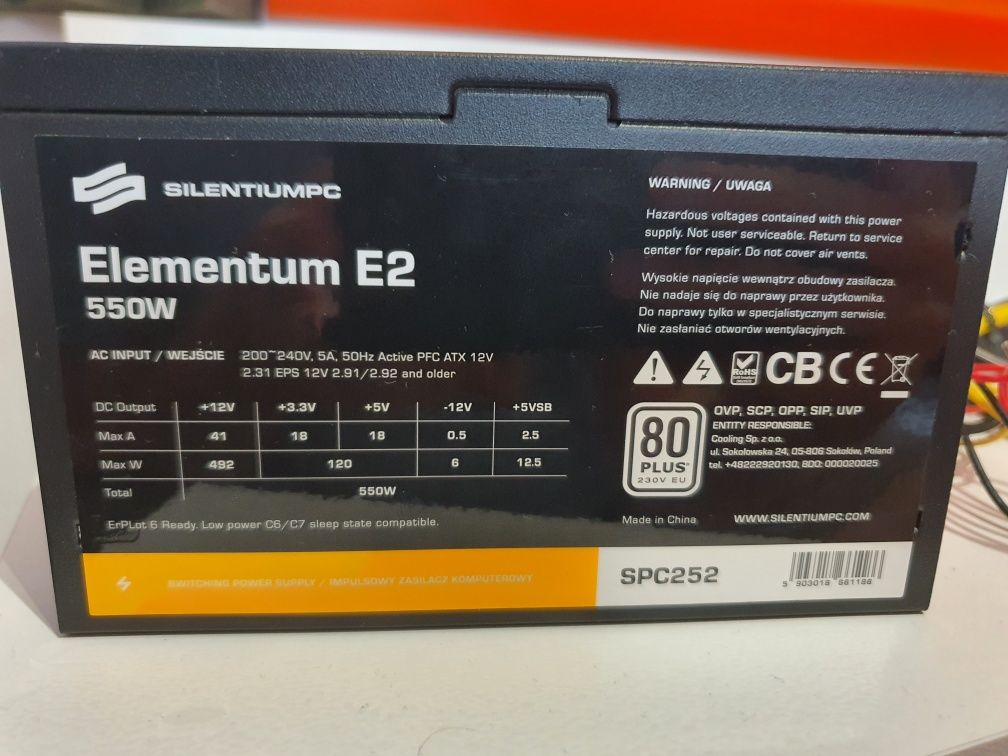 SILENTIUMPC
Elementum E2
550W
AC INPUT / WEJŚCIE 200~240V, 5A, 50Hz Active PFC ATX 12V
2.31 EPS 12V 2.91/2.92 and older
DC Output +12V +3.3V +5V -12V +5VSB
Max A 41 18 18 0.5 2.5
Max W 492 120 6 12.5
Total 550W
ErPLot 6 Ready. Low power C6/C7 sleep state compatible.
WARNING / UWAGA
Hazardous voltages contained with this power
supply. Not user serviceable. Return to service
center for repair. Do not cover air vents.
Wysokie napięcie wewnątrz obudowy zasilacza.
Nie nadaje się do naprawy przez użytkownika.
Do naprawy tylko w specjalistycznym serwisie.
Nie zasłaniać otworów wentylacyjnych.
RoHS
CB CE
80
PLUS
230V EU
OVP, SCP, OPP, SIP, UVP
ENTITY RESPONSIBLE:
Cooling Sp. z o.o.
ul. Sokołowska 24, 05-806 Sokołów, Poland
tel. +48222920130, BDO: 000020025
Made in China WWW.SILENTIUMPC.COM
SWITCHING POWER SUPPLY / IMPULSOWY ZASILACZ KOMPUTEROWY
SPC252
5 903018 661186